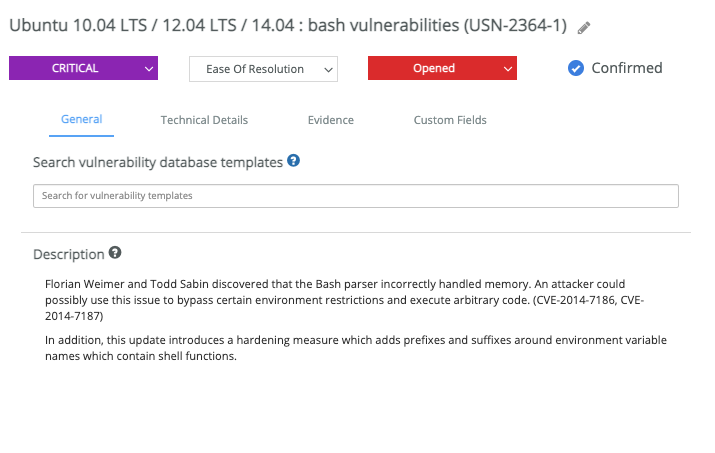 Ubuntu 10.04 LTS / 12.04 LTS / 14.04 : bash vulnerabilities (USN-2364-1)
CRITICAL Ease Of Resolution Opened Confirmed
General Technical Details Evidence Custom Fields
Search vulnerability database templates ?
Search for vulnerability templates
Description ?
Florian Weimer and Todd Sabin discovered that the Bash parser incorrectly handled memory. An attacker could
possibly use this issue to bypass certain environment restrictions and execute arbitrary code. (CVE-2014-7186, CVE-
2014-7187)
In addition, this update introduces a hardening measure which adds prefixes and suffixes around environment variable
names which contain shell functions.